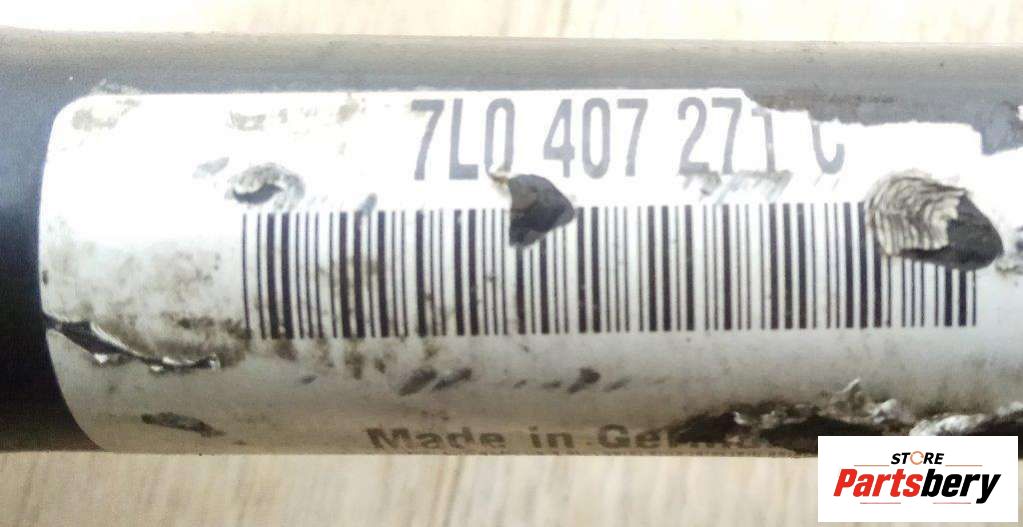 7L0 407 271
Made in
STORE
Partsbery